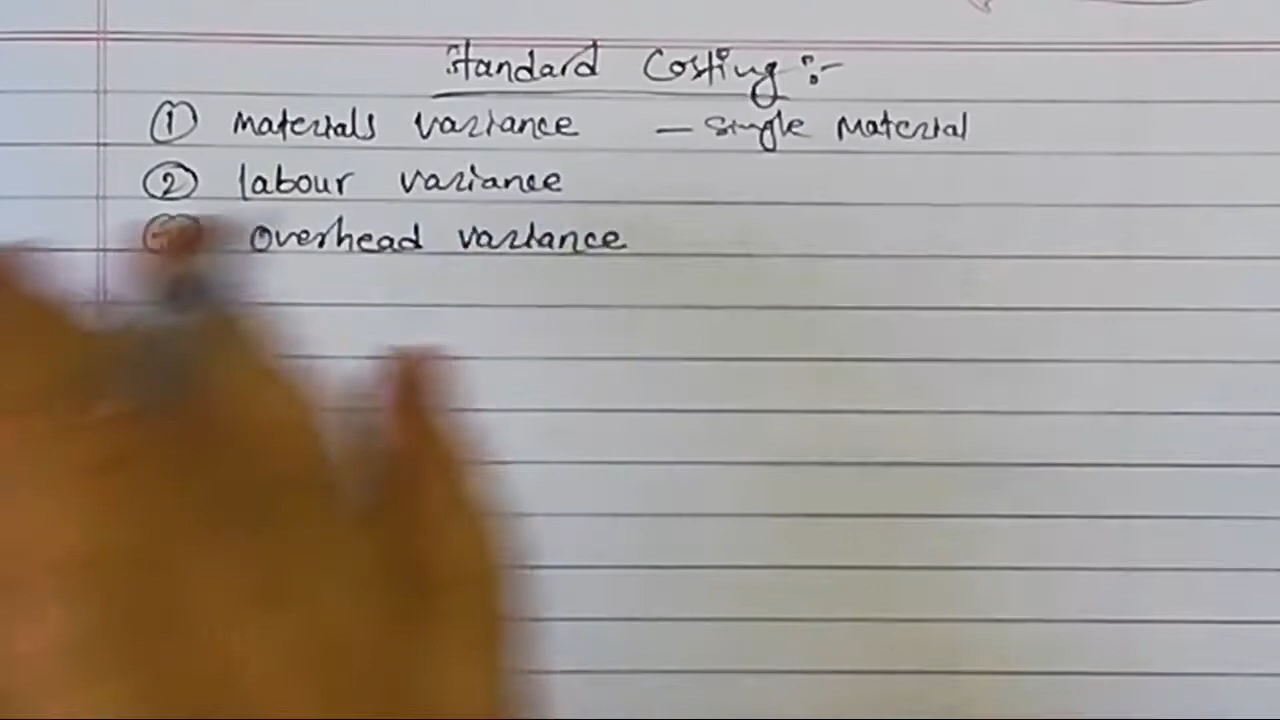 Standard Costing :-
① materials variance — single Material
② labour variance
overhead variance